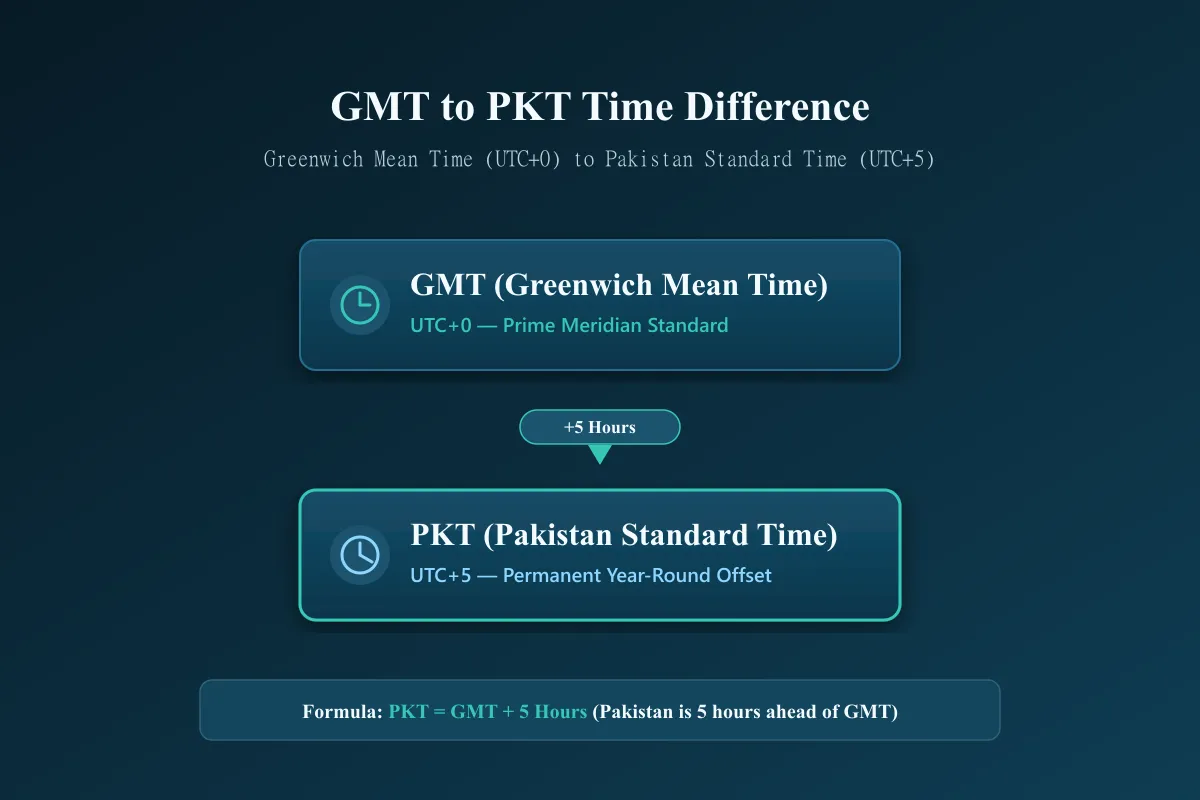 GMT to PKT Time Difference
Greenwich Mean Time (UTC+0) to Pakistan Standard Time (UTC+5)
GMT (Greenwich Mean Time)
UTC+0 — Prime Meridian Standard
+5 Hours
PKT (Pakistan Standard Time)
UTC+5 — Permanent Year-Round Offset
Formula: PKT = GMT + 5 Hours (Pakistan is 5 hours ahead of GMT)